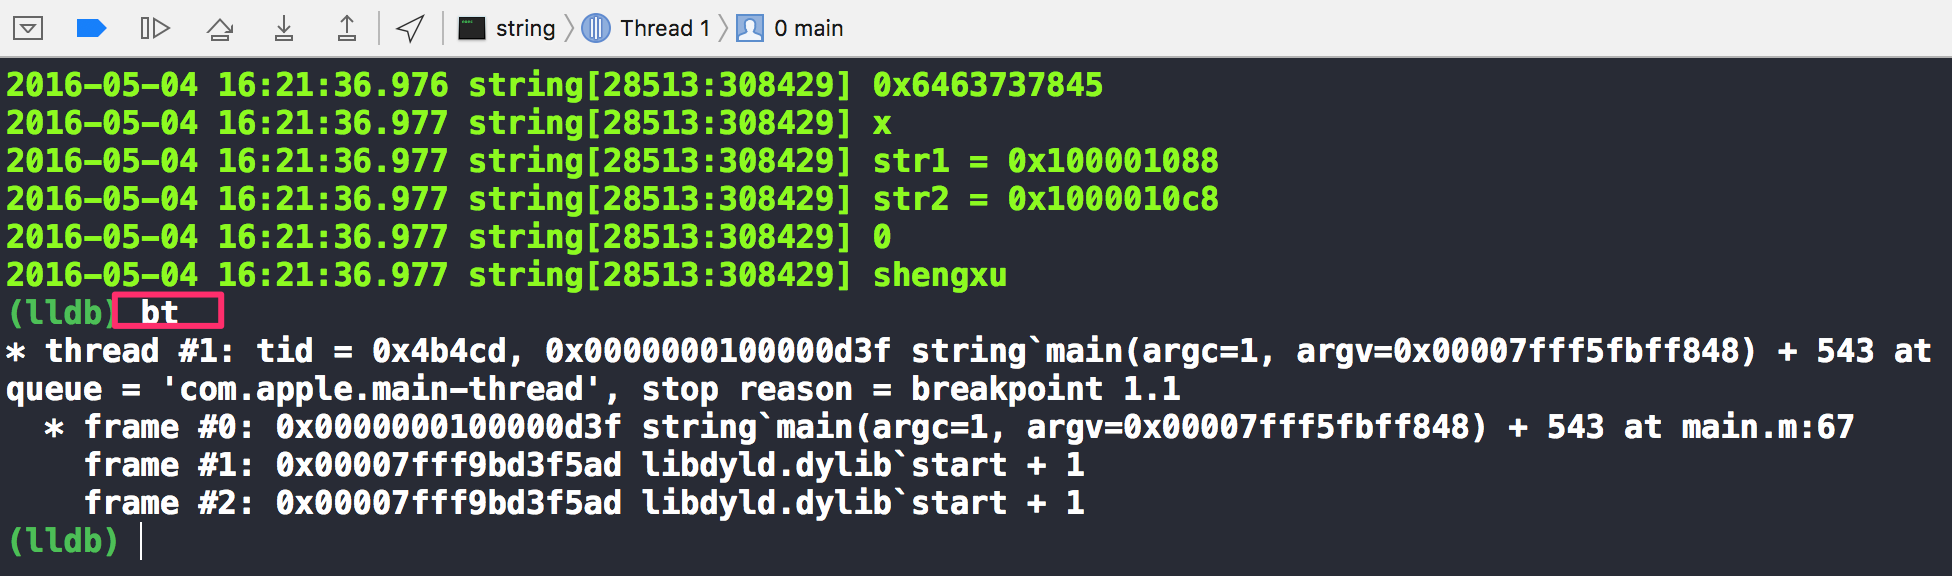 string Thread 1 0 main
2016-05-04 16:21:36.976 string[28513:308429] 0x6463737845
2016-05-04 16:21:36.977 string[28513:308429] x
2016-05-04 16:21:36.977 string[28513:308429] str1 = 0x100001088
2016-05-04 16:21:36.977 string[28513:308429] str2 = 0x1000010c8
2016-05-04 16:21:36.977 string[28513:308429] 0
2016-05-04 16:21:36.977 string[28513:308429] shengxu
(lldb) bt
* thread #1: tid = 0x4b4cd, 0x0000000100000d3f string`main(argc=1, argv=0x00007fff5fbff848) + 543 at
queue = 'com.apple.main-thread', stop reason = breakpoint 1.1
  * frame #0: 0x0000000100000d3f string`main(argc=1, argv=0x00007fff5fbff848) + 543 at main.m:67
    frame #1: 0x00007fff9bd3f5ad libdyld.dylib`start + 1
    frame #2: 0x00007fff9bd3f5ad libdyld.dylib`start + 1
(lldb)